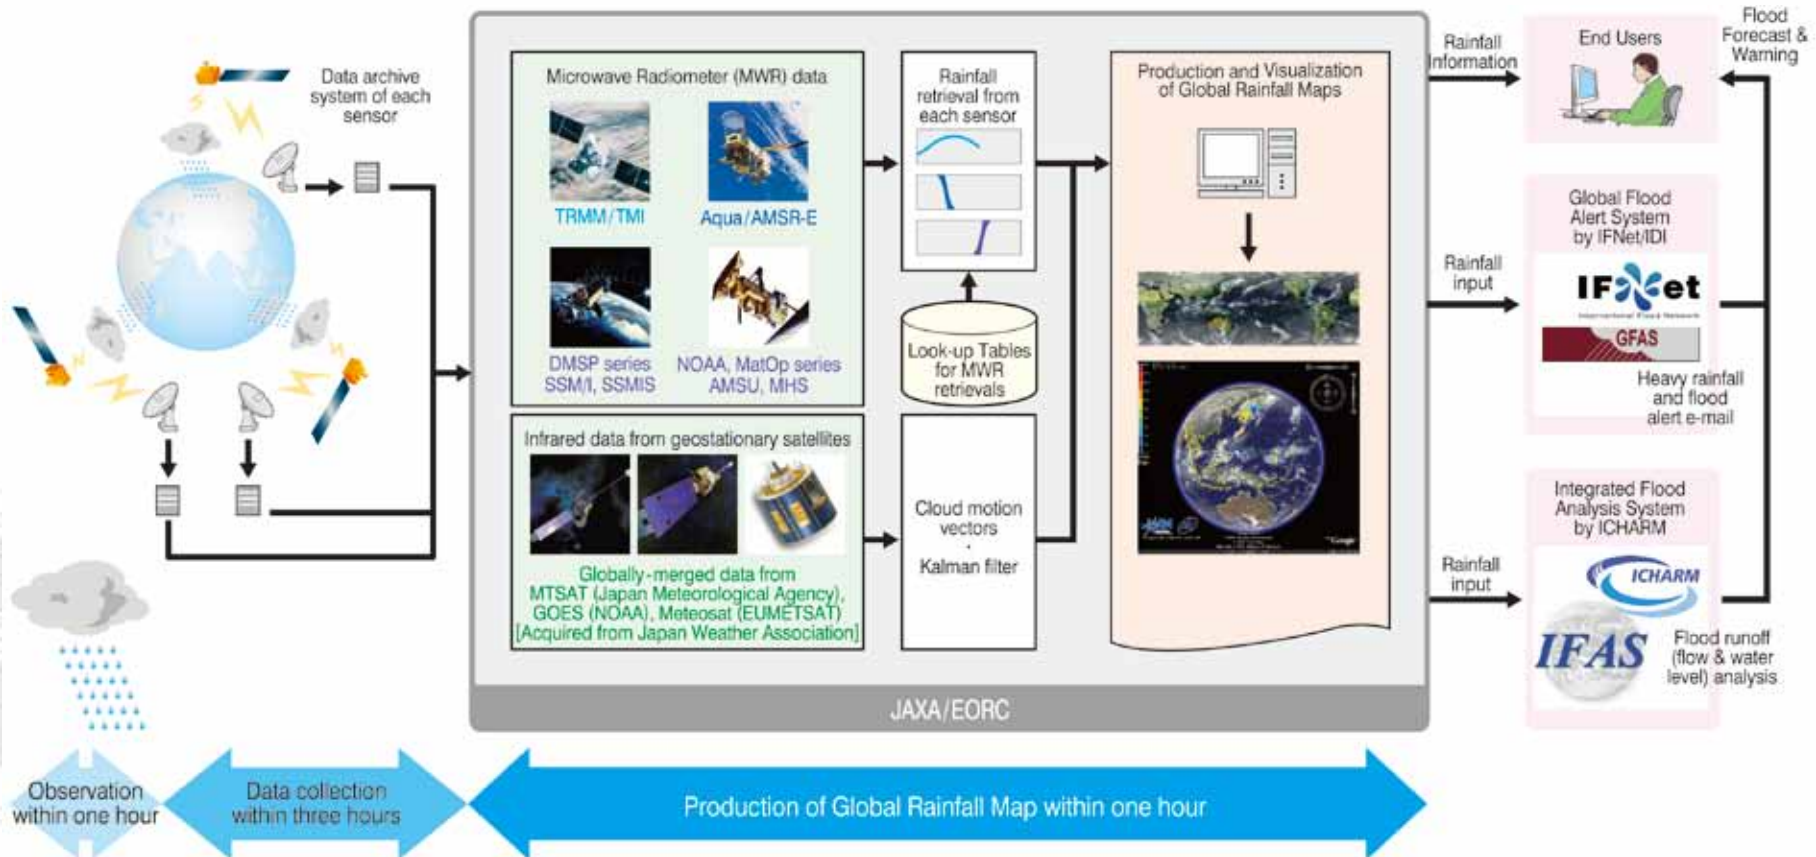 Data archive
system of each
sensor
Microwave Radiometer (MWR) data
TRMM/TMI
Aqua/AMSR-E
DMSP series
SSM/I, SSMIS
NOAA, MatOp series
AMSU, MHS
Infrared data from geostationary satellites
Globally-merged data from
MTSAT (Japan Meteorological Agency),
GOES (NOAA), Meteosat (EUMETSAT)
[Acquired from Japan Weather Association]
Rainfall
retrieval from
each sensor
Look-up Tables
for MWR
retrievals
Cloud motion
vectors
·
Kalman filter
Production and Visualization
of Global Rainfall Maps
Google
JAXA/EORC
Rainfall
Information
End Users
Flood
Forecast &
Warning
Rainfall
input
Global Flood
Alert System
by IFNet/IDI
IFNet
International Flood Network
GFAS
Heavy rainfall
and flood
alert e-mail
Rainfall
input
Integrated Flood
Analysis System
by ICHARM
ICHARM
IFAS
Flood runoff
(flow & water
level) analysis
Observation
within one hour
Data collection
within three hours
Production of Global Rainfall Map within one hour